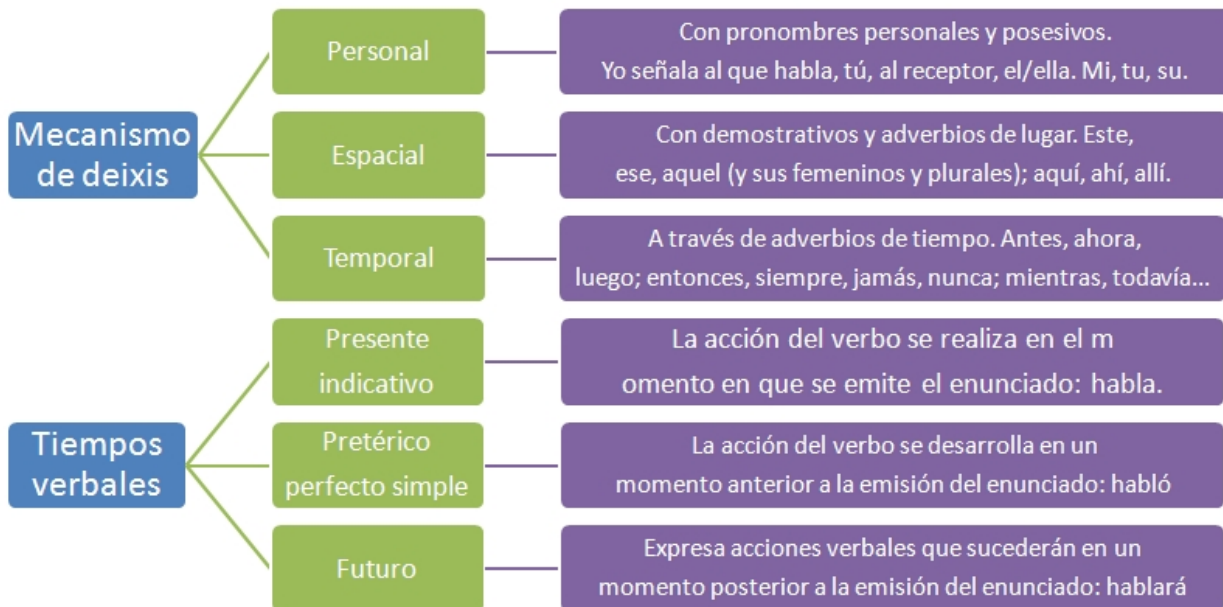 Mecanismo
de deixis
Personal
Con pronombres personales y posesivos.
Yo señala al que habla, tú, al receptor, el/ella. Mi, tu, su.
Espacial
Con demostrativos y adverbios de lugar. Este,
ese, aquel (y sus femeninos y plurales); aquí, ahí, allí.
Temporal
A través de adverbios de tiempo. Antes, ahora,
luego; entonces, siempre, jamás, nunca; mientras, todavía...
Tiempos
verbales
Presente
indicativo
La acción del verbo se realiza en el m
omento en que se emite el enunciado: habla.
Pretérico
perfecto simple
La acción del verbo se desarrolla en un
momento anterior a la emisión del enunciado: habló
Futuro
Expresa acciones verbales que sucederán en un
momento posterior a la emisión del enunciado: hablará